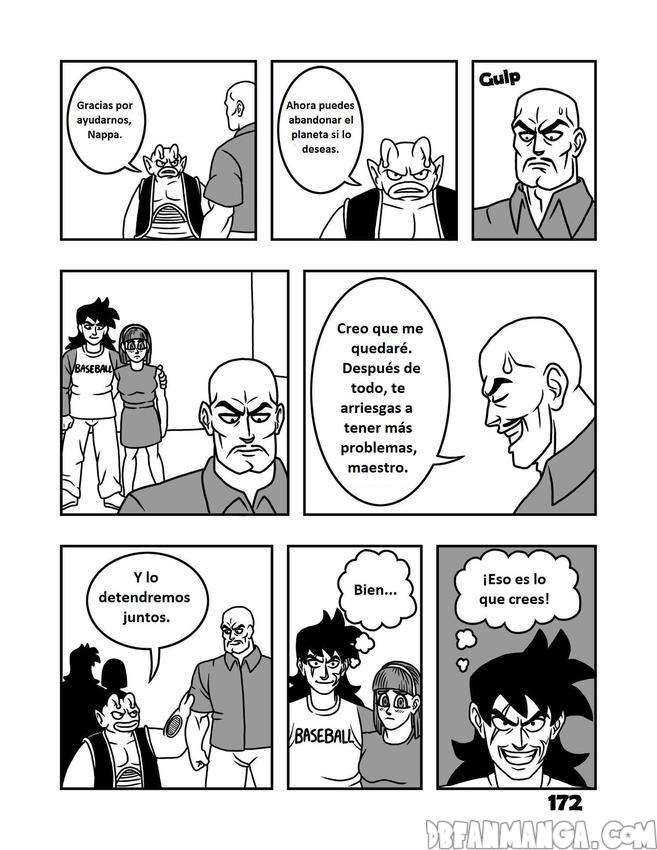 Gracias por
ayudarnos,
Nappa.
Ahora puedes
abandonar el
planeta si lo
deseas.
Gulp
BASEBALL
Creo que me
quedaré.
Después de
todo, te
arriesgas a
tener más
problemas,
maestro.
Y lo
detendremos
juntos.
Bien...
BASEBALL
¡Eso es lo
que crees!
172
DBFANMANGA.COM